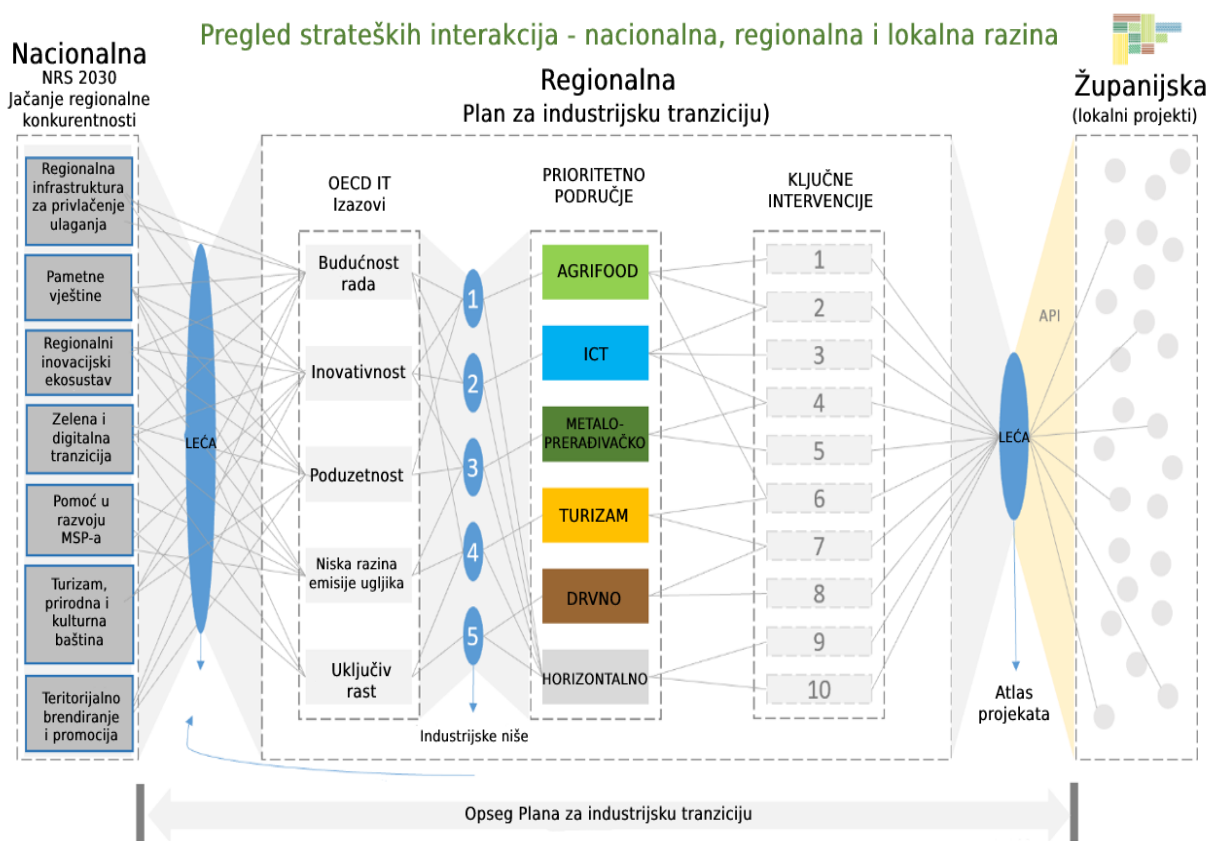 Pregled strateških interakcija - nacionalna, regionalna i lokalna razina
Nacionalna
NRS 2030
Jačanje regionalne
konkurentnosti
Regionalna
infrastruktura
za privlačenje
ulaganja
Pametne
vještine
Regionalni
inovacijski
ekosustav
Zelena i
digitalna
tranzicija
Pomoć u
razvoju
MSP-a
Turizam,
prirodna i
kulturna
baština
Teritorijalno
brendiranje
i promocija
LEĆA
Regionalna
Plan za industrijsku tranziciju)
OECD IT
Izazovi
Budućnost
rada
Inovativnost
Poduzetnost
Niska razina
emisije ugljika
Uključiv
rast
1
2
3
4
5
Industrijske niše
PRIORITETNO
PODRUČJE
AGRIFOOD
ICT
METALO-
PRERAĐIVAČKO
TURIZAM
DRVNO
HORIZONTALNO
KLJUČNE
INTERVENCIJE
1
2
3
4
5
6
7
8
9
10
LEĆA
Atlas
projekata
API
Županijska
(lokalni projekti)
Opseg Plana za industrijsku tranziciju